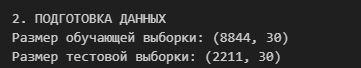 2. ПОДГОТОВКА ДАННЫХ
Размер обучающей выборки: (8844, 30)
Размер тестовой выборки: (2211, 30)